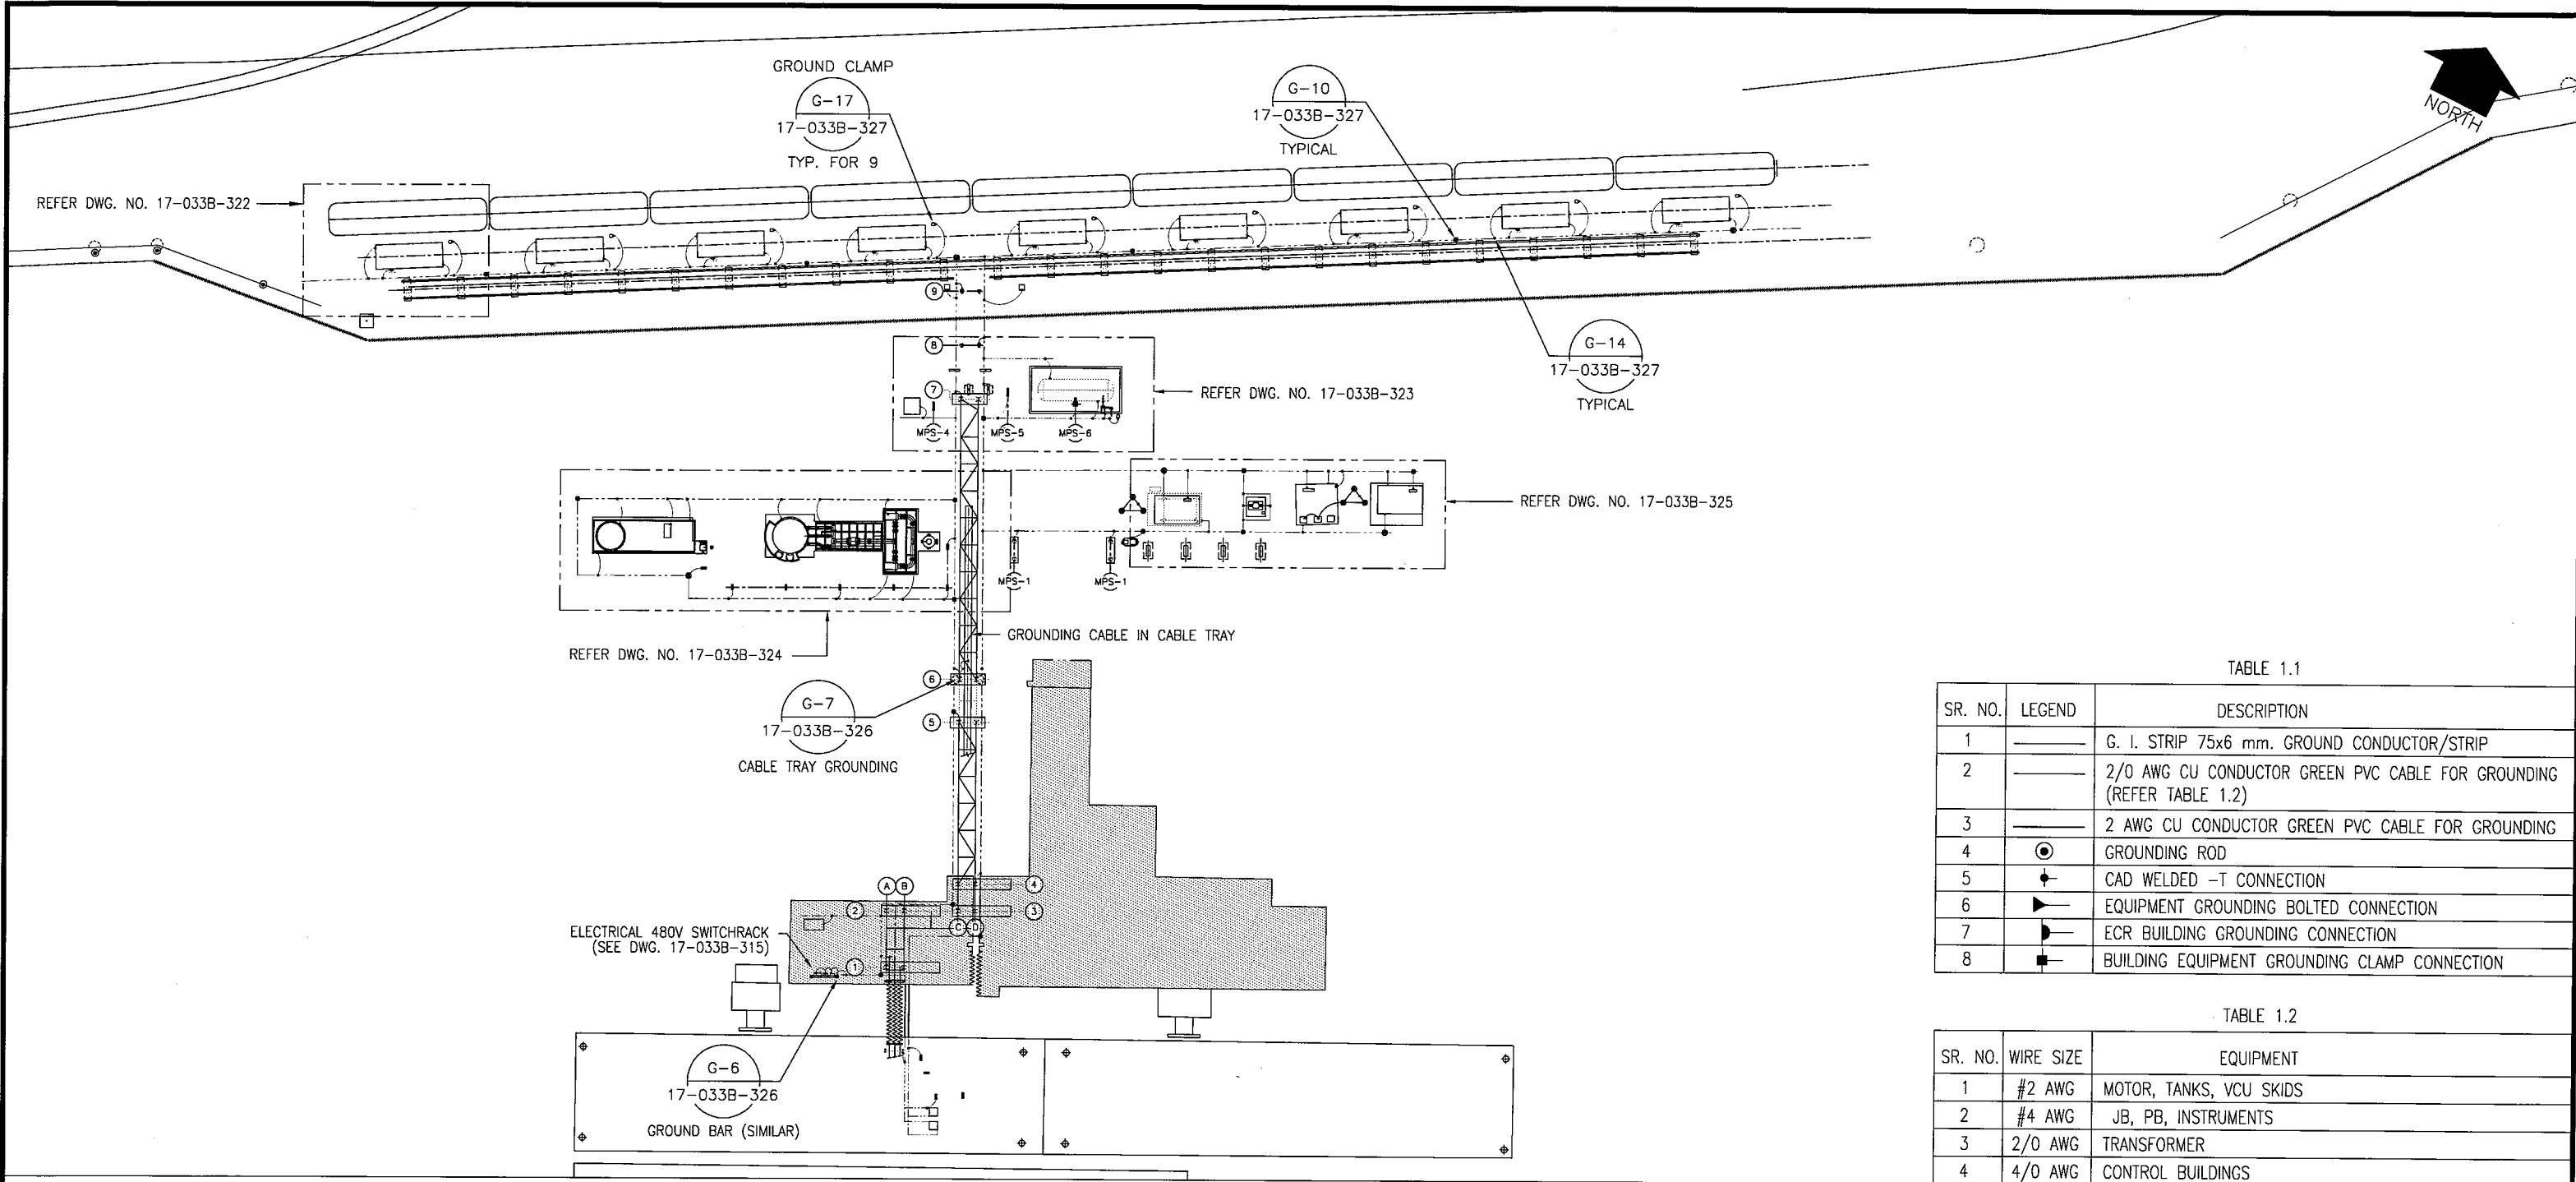 GROUND CLAMP
G-17
17-033B-327
TYP. FOR 9
G-10
17-033B-327
TYPICAL
NORTH
REFER DWG. NO. 17-033B-322
9
8
7
G-14
17-033B-327
TYPICAL
REFER DWG. NO. 17-033B-323
MPS-4
MPS-5
MPS-6
REFER DWG. NO. 17-033B-325
MPS-1
MPS-1
GROUNDING CABLE IN CABLE TRAY
REFER DWG. NO. 17-033B-324
6
G-7
17-033B-326
CABLE TRAY GROUNDING
5
A
B
4
2
3
C
D
ELECTRICAL 480V SWITCHRACK
(SEE DWG. 17-033B-315)
1
G-6
17-033B-326
GROUND BAR (SIMILAR)
TABLE 1.1
SR. NO. LEGEND DESCRIPTION
1 G. I. STRIP 75x6 mm. GROUND CONDUCTOR/STRIP
2 2/0 AWG CU CONDUCTOR GREEN PVC CABLE FOR GROUNDING
(REFER TABLE 1.2)
3 2 AWG CU CONDUCTOR GREEN PVC CABLE FOR GROUNDING
4 GROUNDING ROD
5 CAD WELDED -T CONNECTION
6 EQUIPMENT GROUNDING BOLTED CONNECTION
7 ECR BUILDING GROUNDING CONNECTION
8 BUILDING EQUIPMENT GROUNDING CLAMP CONNECTION
TABLE 1.2
SR. NO. WIRE SIZE EQUIPMENT
1 #2 AWG MOTOR, TANKS, VCU SKIDS
2 #4 AWG JB, PB, INSTRUMENTS
3 2/0 AWG TRANSFORMER
4 4/0 AWG CONTROL BUILDINGS